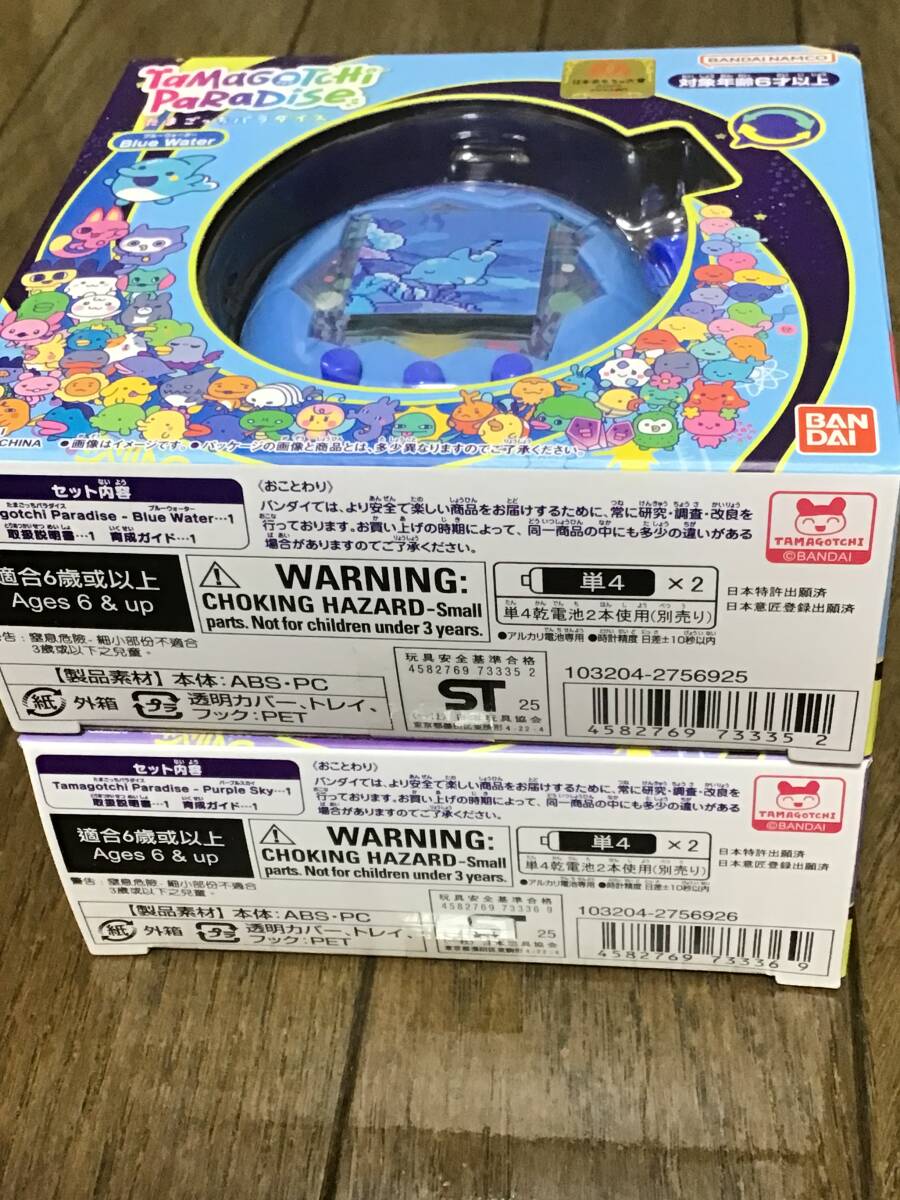 TaMaGOTCHi
PaRaDiSe
たまごっちパラダイス
ブルーウォーター
Blue Water
BANDAI NAMCO
対象年齢6才以上
BAN
DAI
CHINA
●画像はイメージです。●パッケージの画像と商品とは、多少異なりますのでご了承ください。
セット内容
たまごっちパラダイス ブルーウォーター
gotchi Paradise - Blue Water…1
取扱説明書…1 育成ガイド…1
〈おことわり〉
バンダイでは、より安全で楽しい商品をお届けするために、常に研究・調査・改良を
行っております。お買い上げの時期によって、同一商品の中にも多少の違いがある
場合がありますのでご了承ください。
TAMAGOTCHI
©BANDAI
適合6歲或以上
Ages 6 & up
WARNING:
CHOKING HAZARD-Small
parts. Not for children under 3 years.
単4 ×2
単4乾電池2本使用(別売り)
●アルカリ電池専用 ●時計精度 日差±10秒以内
日本特許出願済
日本意匠登録出願済
告：窒息危險-細小部份不適合
3歲或以下之兒童。
【製品素材】本体:ABS・PC
紙 外箱 プラ 透明カバー、トレイ、
フック:PET
玩具安全基準合格
4582769 73335 2
ST 25
103204-2756925
4 582769 733352
セット内容
たまごっちパラダイス パープルスカイ
Tamagotchi Paradise - Purple Sky…1
取扱説明書…1 育成ガイド…1
〈おことわり〉
バンダイでは、より安全で楽しい商品をお届けするために、常に研究・調査・改良を
行っております。お買い上げの時期によって、同一商品の中にも多少の違いがある
場合がありますのでご了承ください。
TAMAGOTCHI
©BANDAI
適合6歲或以上
Ages 6 & up
WARNING:
CHOKING HAZARD-Small
parts. Not for children under 3 years.
単4 ×2
単4乾電池2本使用(別売り)
●アルカリ電池専用 ●時計精度 日差±10秒以内
日本特許出願済
日本意匠登録出願済
警告：窒息危險-細小部份不適合
3歲或以下之兒童。
【製品素材】本体:ABS・PC
紙 外箱 プラ 透明カバー、トレイ、
フック:PET
玩具安全基準合格
4582769 73336 9
25
103204-2756926
4 582769 733369